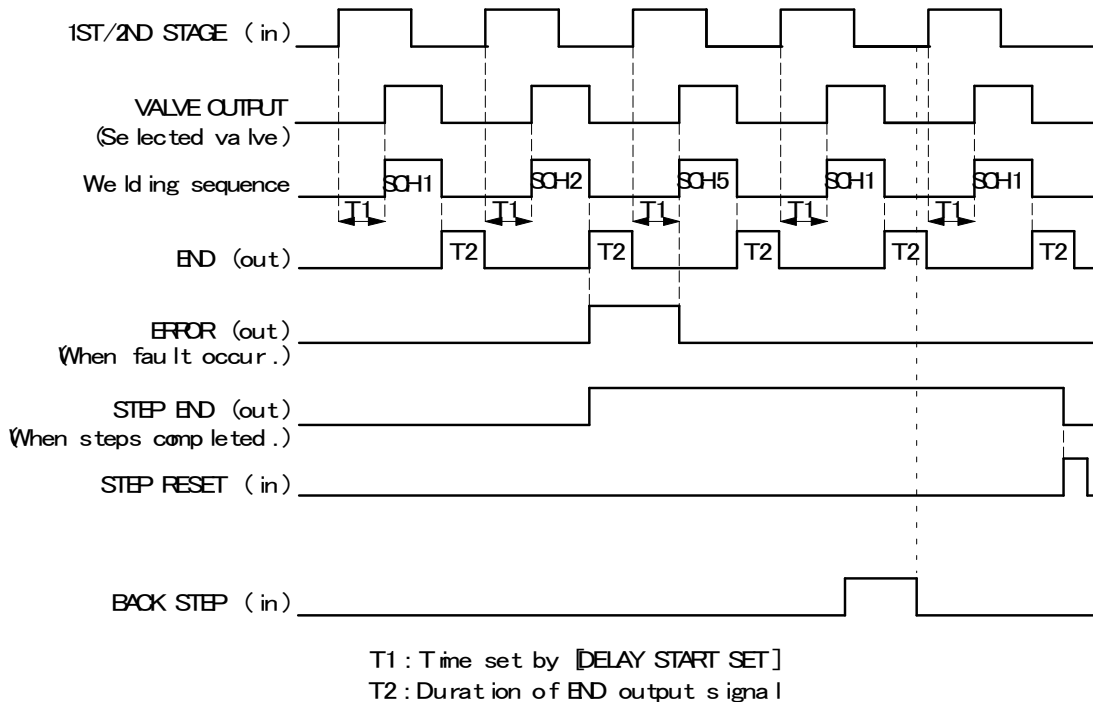 1ST/2ND STAGE (in)
VALVE OUTPUT
(Selected valve)
Welding sequence
SCH1 SCH2 SCH5 SCH1 SCH1
T1 T1 T1 T1 T1
END (out)
T2 T2 T2 T2 T2
ERROR (out)
(When fault occur.)
STEP END (out)
(When steps completed.)
STEP RESET (in)
BACK STEP (in)
T1: Time set by [DELAY START SET]
T2: Duration of END output signal